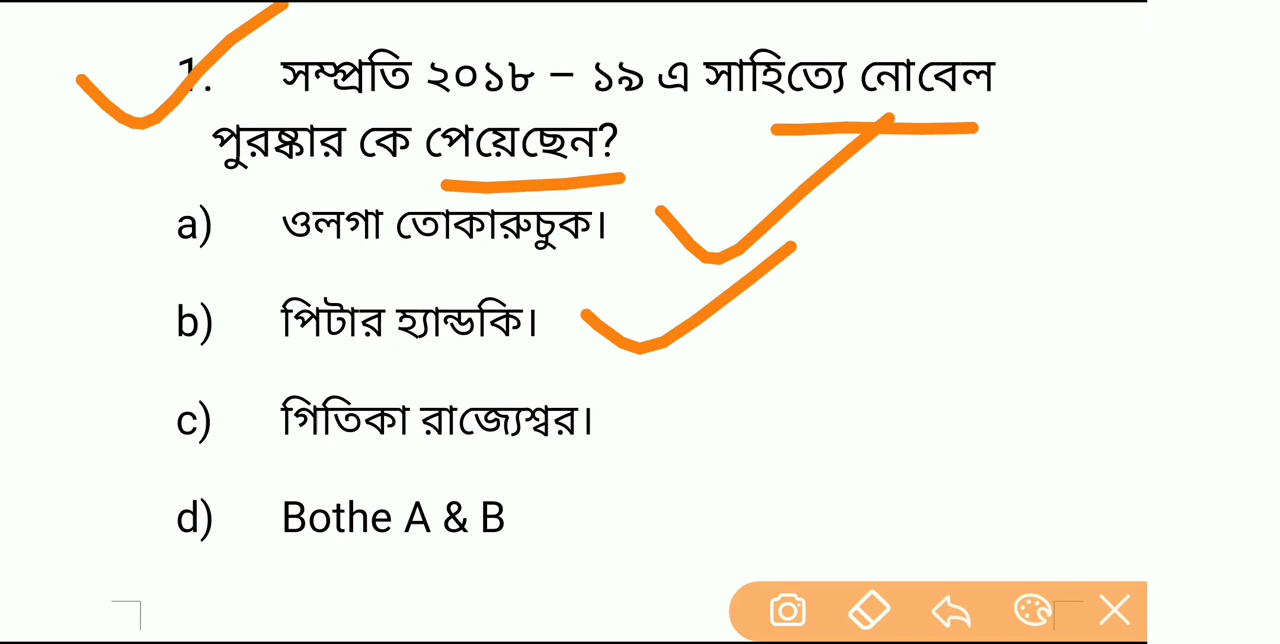 1. সম্প্রতি ২০১৮ – ১৯ এ সাহিত্যে নোবেল
পুরষ্কার কে পেয়েছেন?
a) ওলগা তোকারুচুক।
b) পিটার হ্যান্ডকি।
c) গিতিকা রাজ্যেশ্বর।
d) Bothe A & B